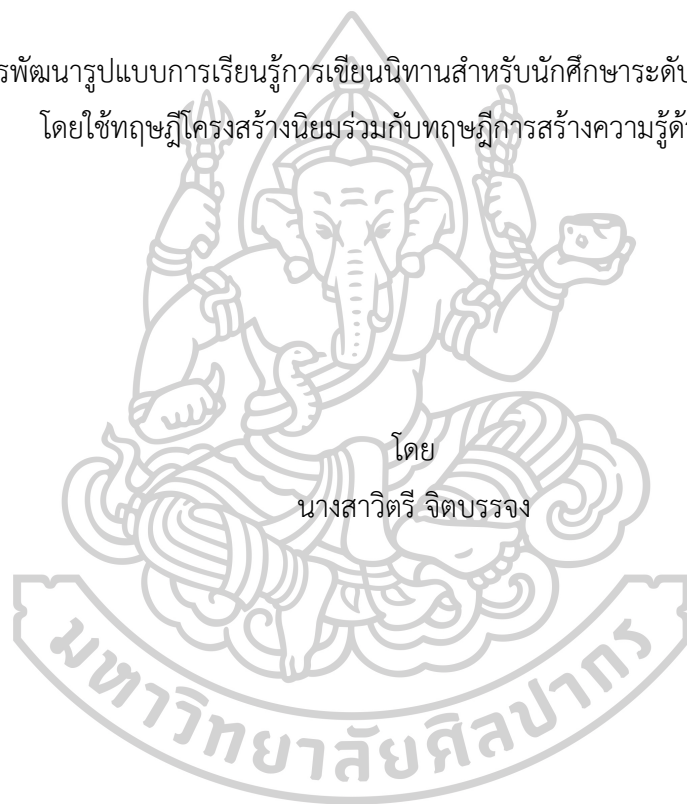 รพัฒนารูปแบบการเรียนรู้การเขียนนิทานสำหรับนักศึกษาระดับ
โดยใช้ทฤษฎีโครงสร้างนิยมร่วมกับทฤษฎีการสร้างความรู้ด้
โดย
นางสาวิตรี จิตบรรจง
มหาวิทยาลัยศิลปากร